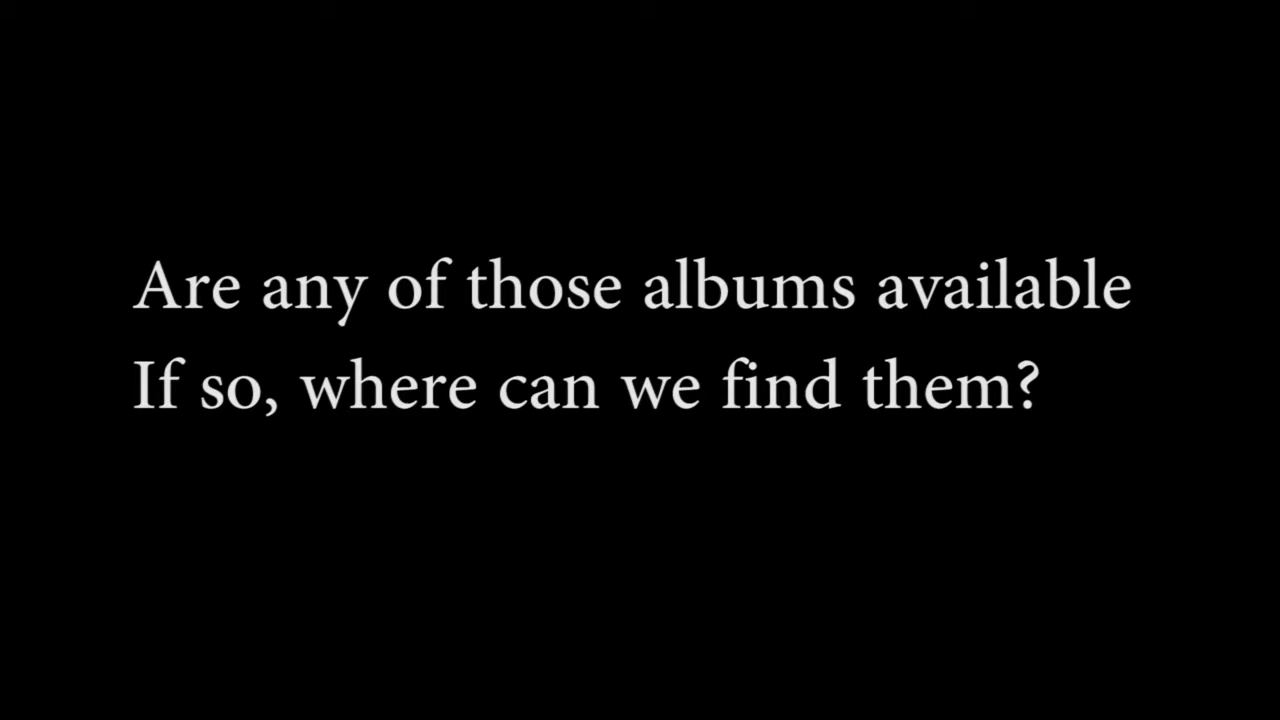 Are any of those albums available
If so, where can we find them?